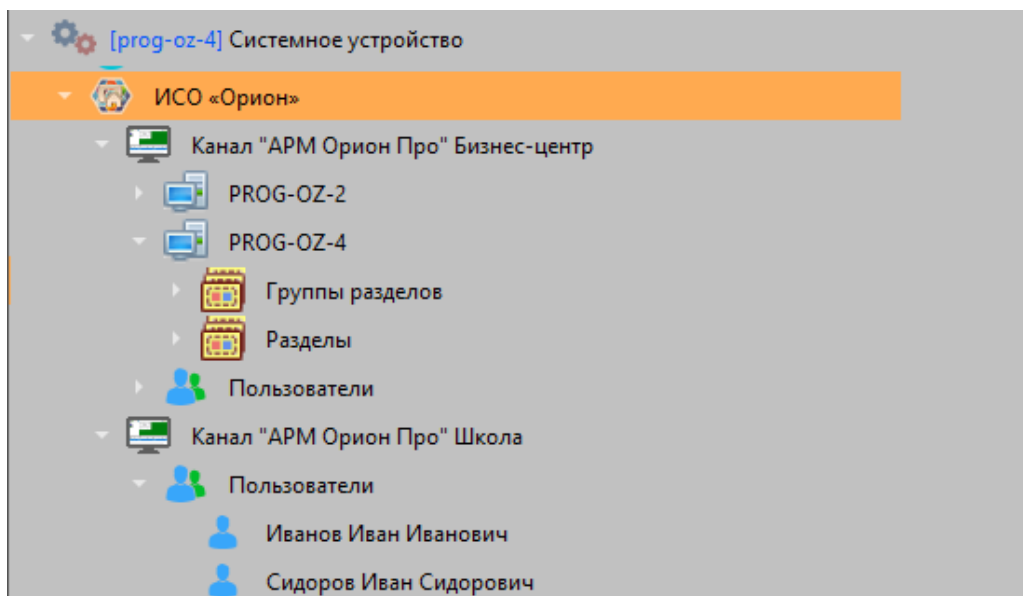 [prog-oz-4] Системное устройство
ИСО «Орион»
Канал "АРМ Орион Про" Бизнес-центр
PROG-OZ-2
PROG-OZ-4
Группы разделов
Разделы
Пользователи
Канал "АРМ Орион Про" Школа
Пользователи
Иванов Иван Иванович
Сидоров Иван Сидорович